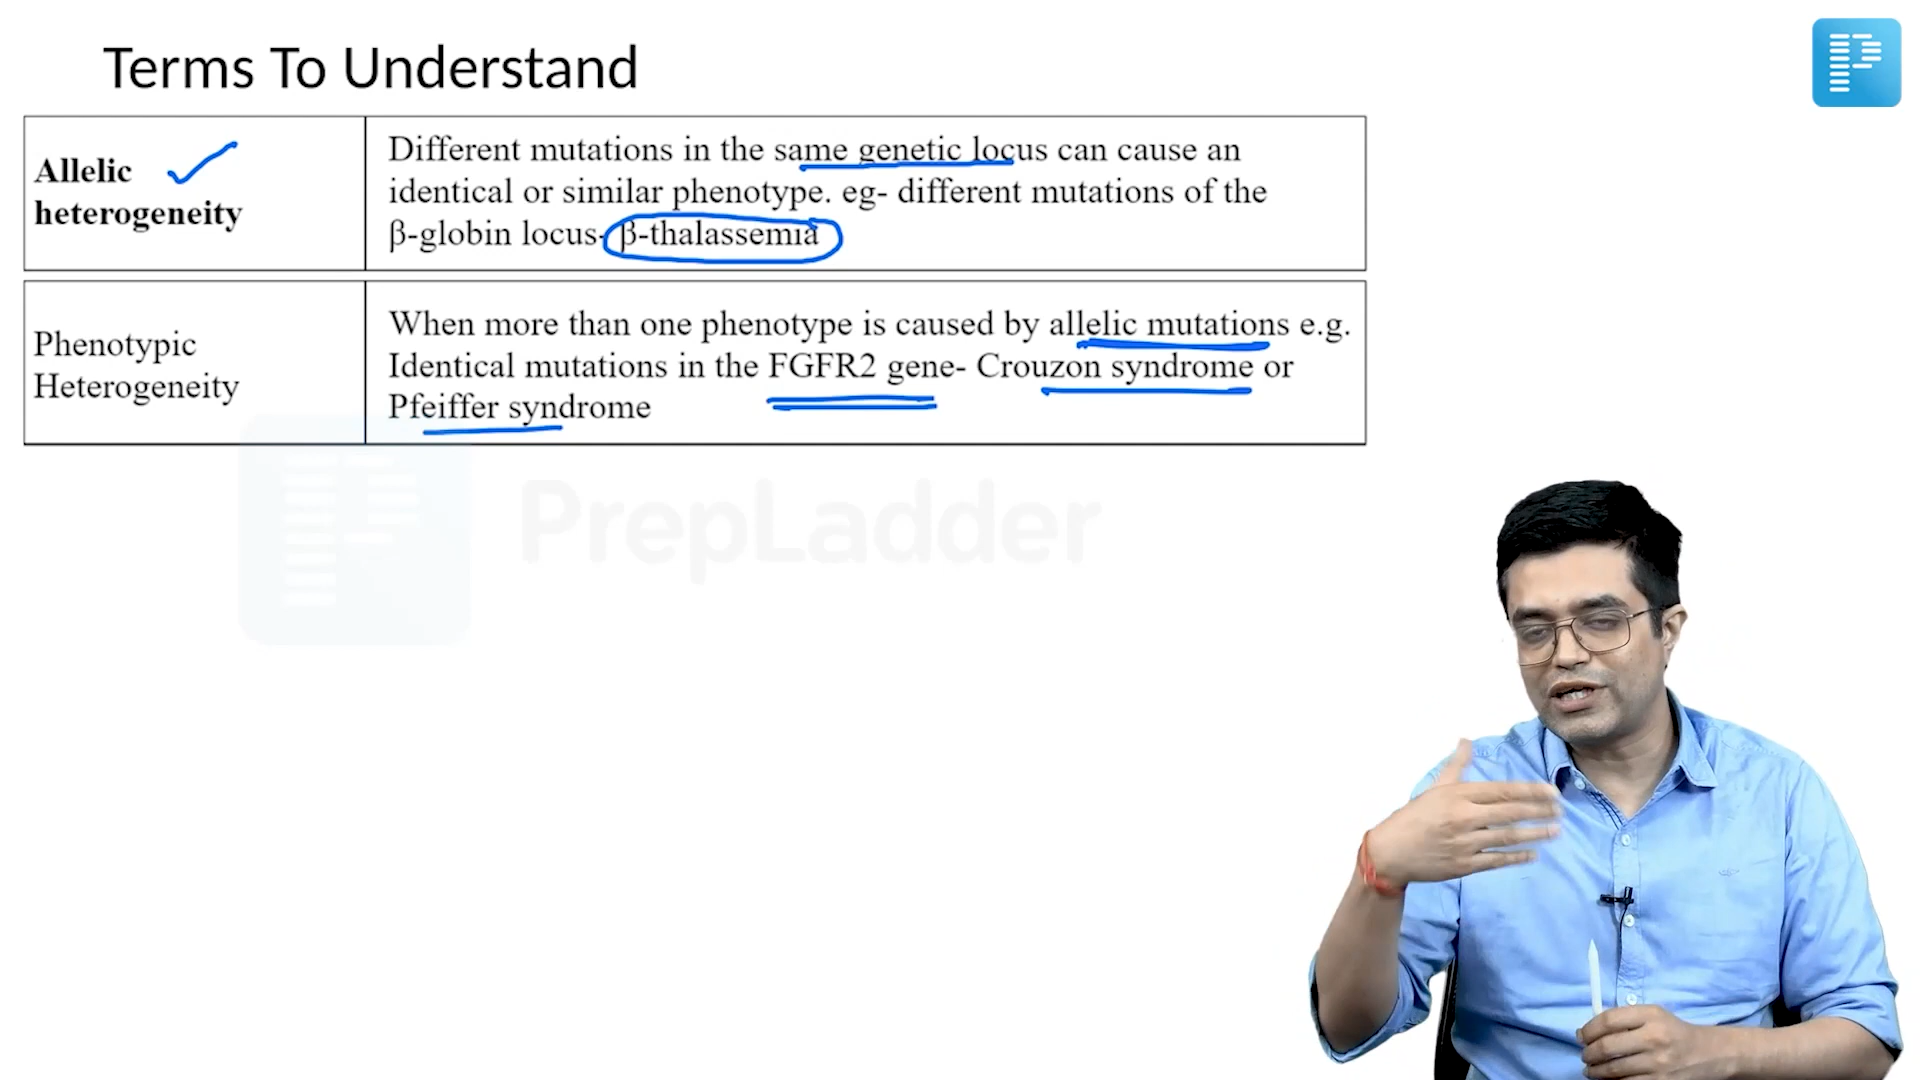 Terms To Understand
Allelic
heterogeneity
Different mutations in the same genetic locus can cause an
identical or similar phenotype. eg- different mutations of the
β-globin locus- β-thalassemia
Phenotypic
Heterogeneity
When more than one phenotype is caused by allelic mutations e.g.
Identical mutations in the FGFR2 gene- Crouzon syndrome or
Pfeiffer syndrome
PrepLadder